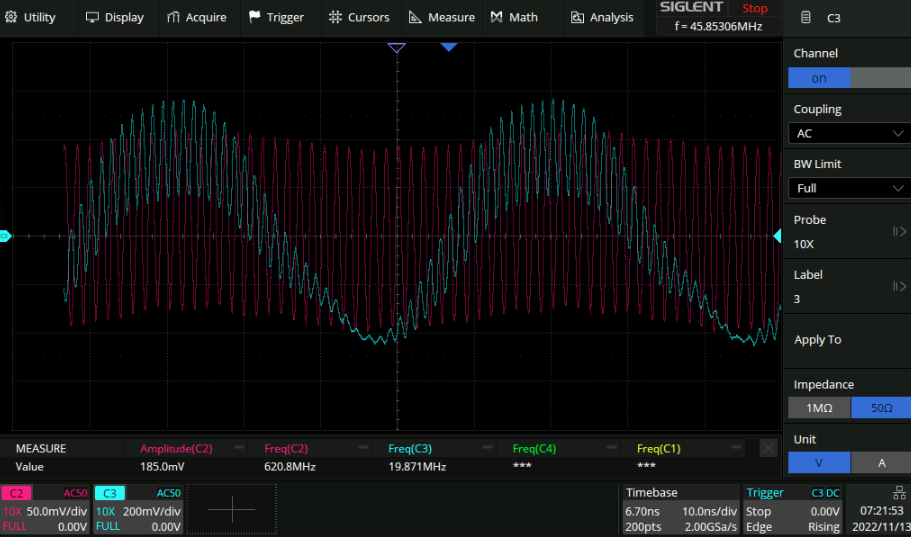 Utility Display Acquire Trigger Cursors Measure Math Analysis SIGLENT Stop C3
f = 45.85306MHz
Channel
on
Coupling
AC
BW Limit
Full
Probe
10X
Label
3
Apply To
Impedance
1MΩ 50Ω
Unit
V A
MEASURE Amplitude(C2) Freq(C2) Freq(C3) Freq(C4) Freq(C1)
Value 185.0mV 620.8MHz 19.871MHz *** ***
C2 AC50 C3 AC50 Timebase Trigger C3 DC
10X 50.0mV/div 10X 200mV/div 6.70ns 10.0ns/div Stop 0.00V 07:21:53
FULL 0.00V FULL 0.00V 200pts 2.00GSa/s Edge Rising 2022/11/13